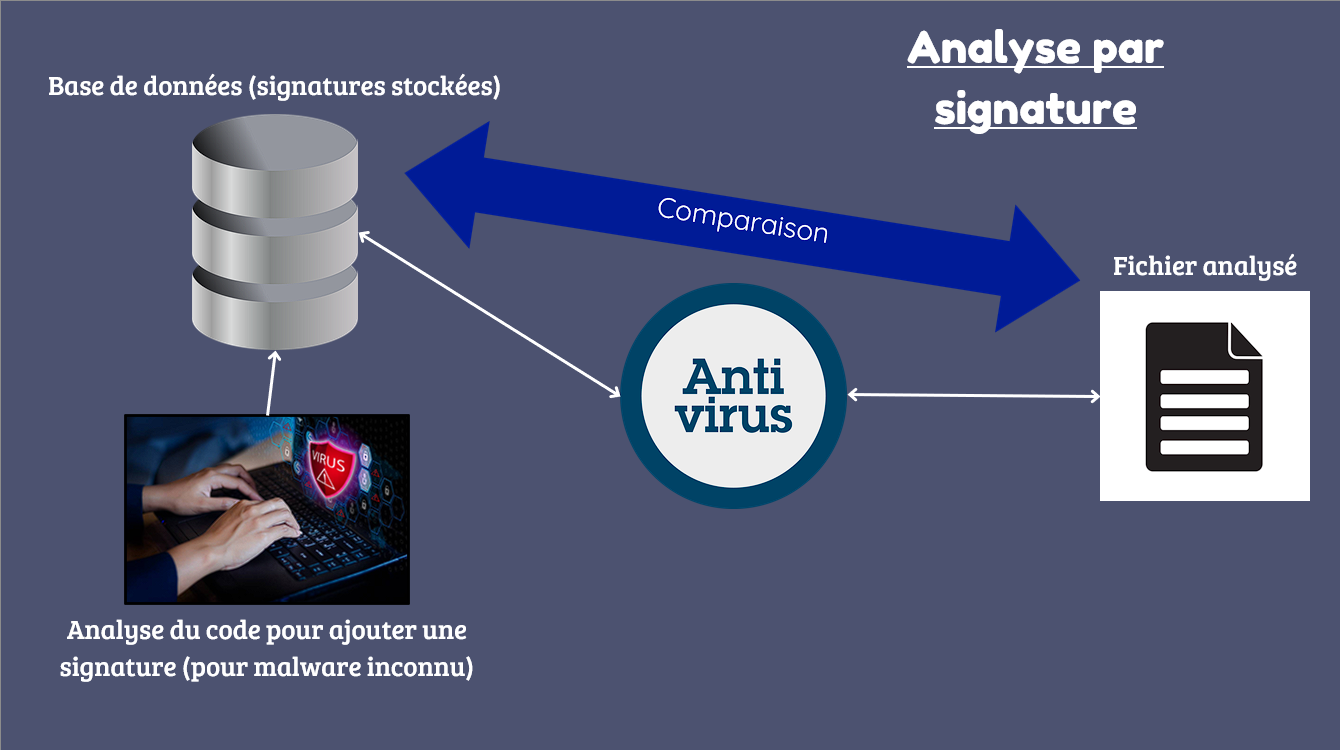 Analyse par
signature
Base de données (signatures stockées)
Comparaison
Fichier analysé
Anti
virus
VIRUS
Analyse du code pour ajouter une
signature (pour malware inconnu)